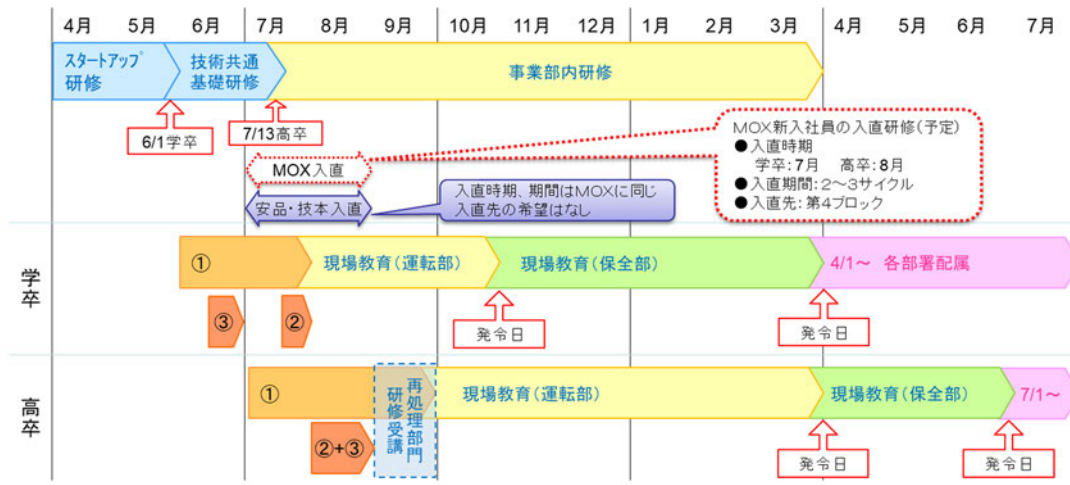 4月 5月 6月 7月 8月 9月 10月 11月 12月 1月 2月 3月 4月 5月 6月 7月
スタートアップ
研修
技術共通
基礎研修
事業部内研修
6/1学卒
7/13高卒
MOX入直
安品・技本入直
入直時期、期間はMOXに同じ
入直先の希望はなし
MOX新入社員の入直研修(予定)
●入直時期
学卒:7月 高卒:8月
●入直期間:2～3サイクル
●入直先:第4ブロック
学卒
①
現場教育(運転部)
現場教育(保全部)
4/1～ 各部署配属
③
②
発令日
発令日
高卒
①
再処理部門
研修受講
現場教育(運転部)
現場教育(保全部)
7/1～
②+③
発令日
発令日